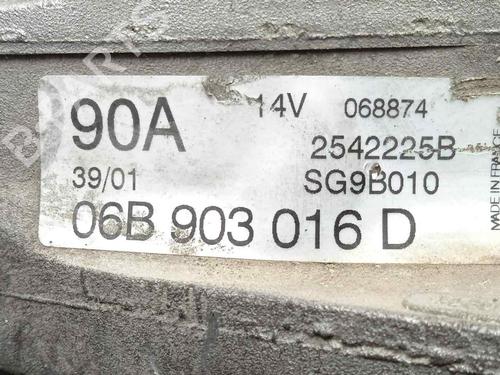 90A 14V 068874
2542225B
39/01 SG9B010
06B 903 016 D
MADE IN FRANCE